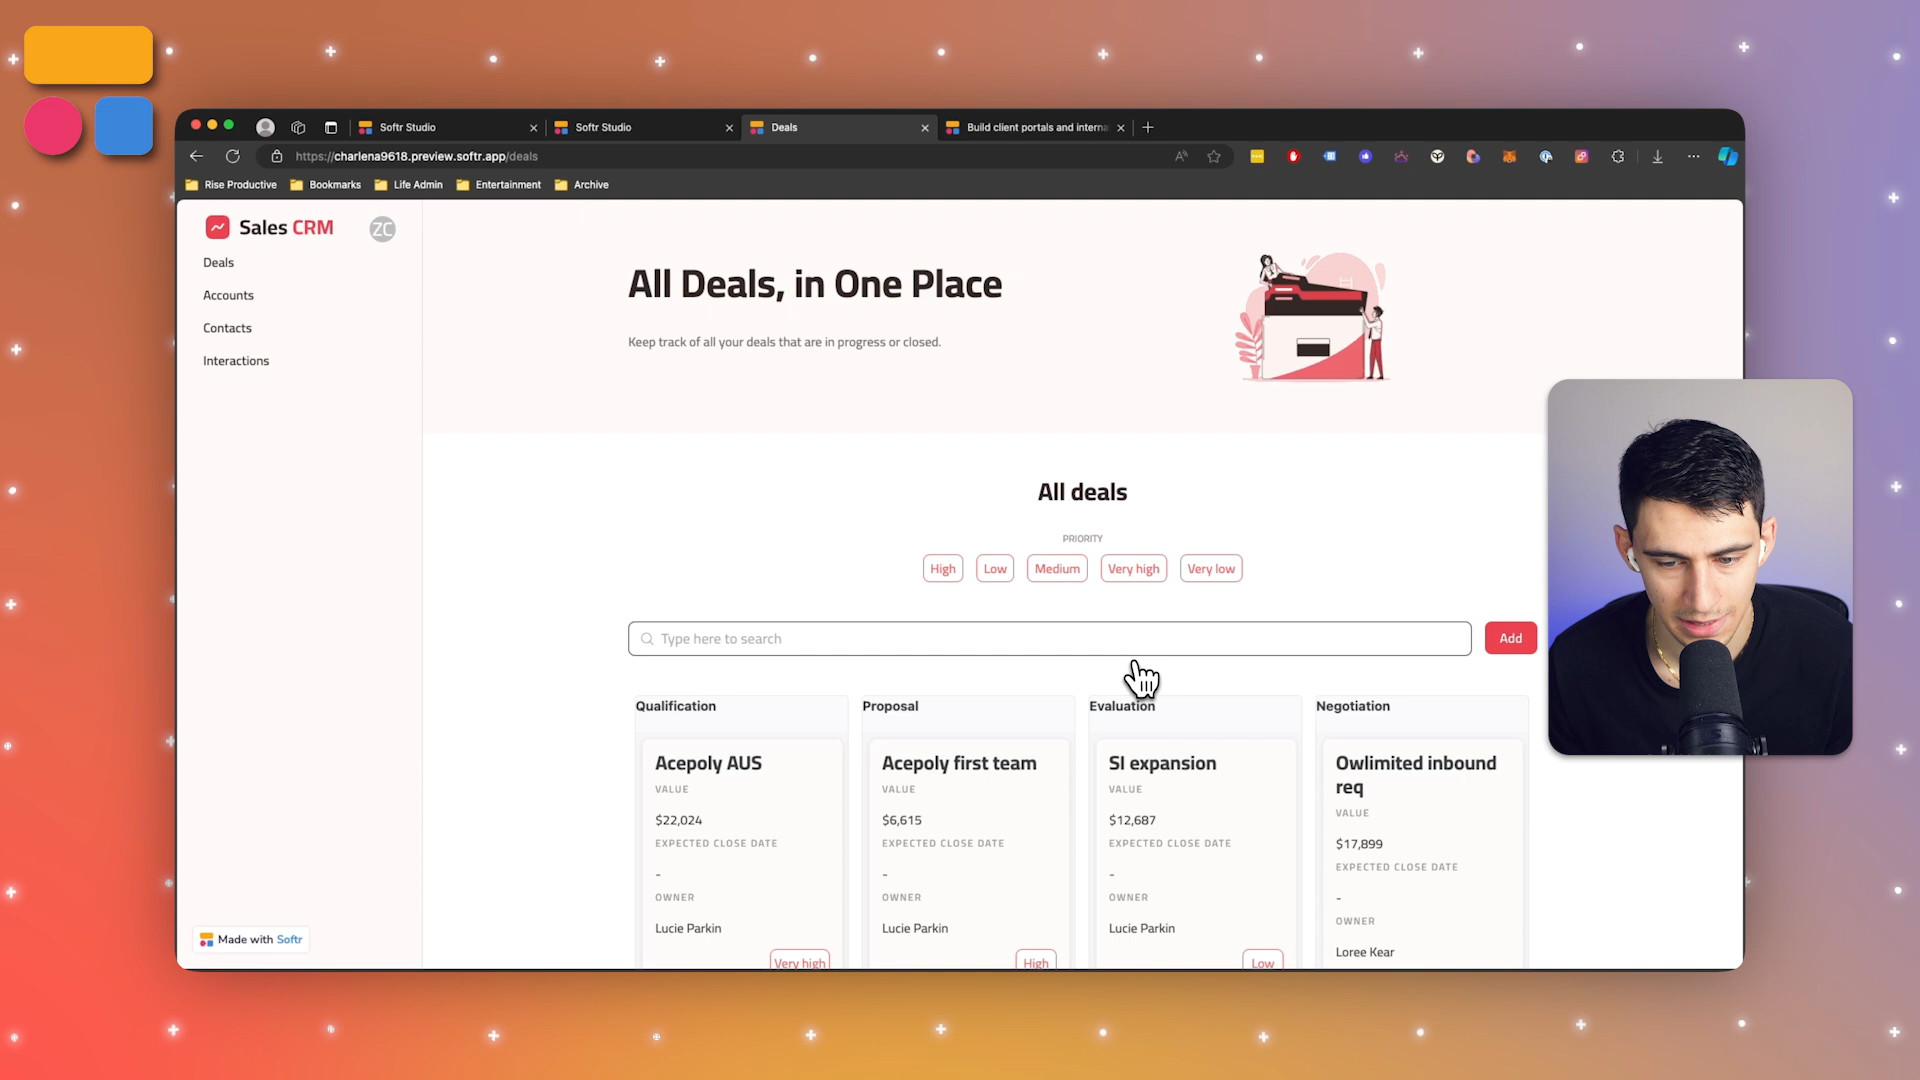 Softr Studio
Softr Studio
Deals
Build client portals and interna
https://charlena9618.preview.softr.app/deals
Rise Productive
Bookmarks
Life Admin
Entertainment
Archive
Sales CRM
ZC
Deals
Accounts
Contacts
Interactions
Made with Softr
All Deals, in One Place
Keep track of all your deals that are in progress or closed.
All deals
PRIORITY
High
Low
Medium
Very high
Very low
Type here to search
Add
Qualification
Acepoly AUS
VALUE
$22,024
EXPECTED CLOSE DATE
-
OWNER
Lucie Parkin
Very high
Proposal
Acepoly first team
VALUE
$6,615
EXPECTED CLOSE DATE
-
OWNER
Lucie Parkin
High
Evaluation
SI expansion
VALUE
$12,687
EXPECTED CLOSE DATE
-
OWNER
Lucie Parkin
Low
Negotiation
Owlimited inbound
req
VALUE
$17,899
EXPECTED CLOSE DATE
-
OWNER
Loree Kear